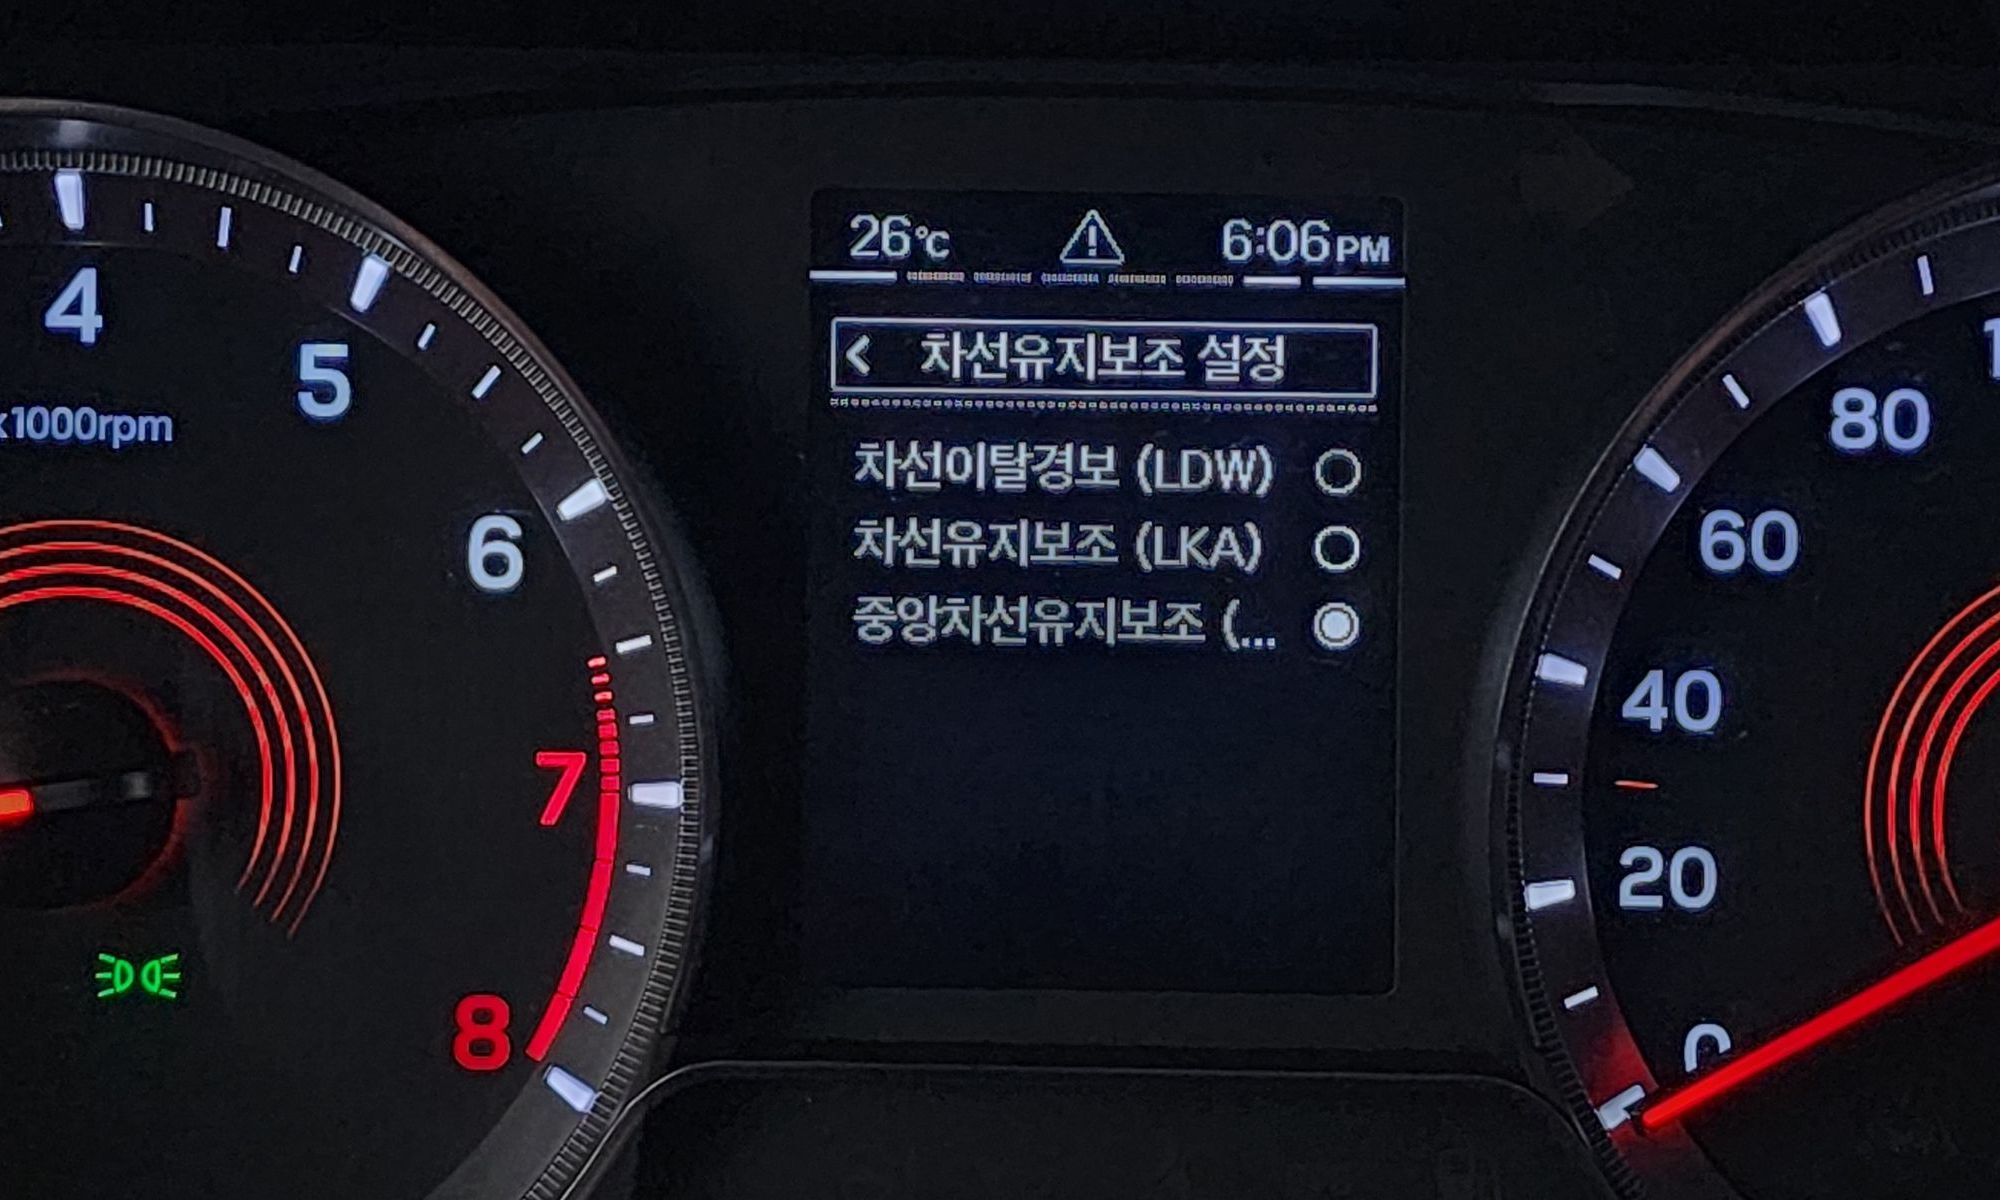 26℃ 6:06PM
< 차선유지보조 설정
차선이탈경보 (LDW)
차선유지보조 (LKA)
중앙차선유지보조 (...
4
5
x1000rpm
6
7
8
80
60
40
20
0